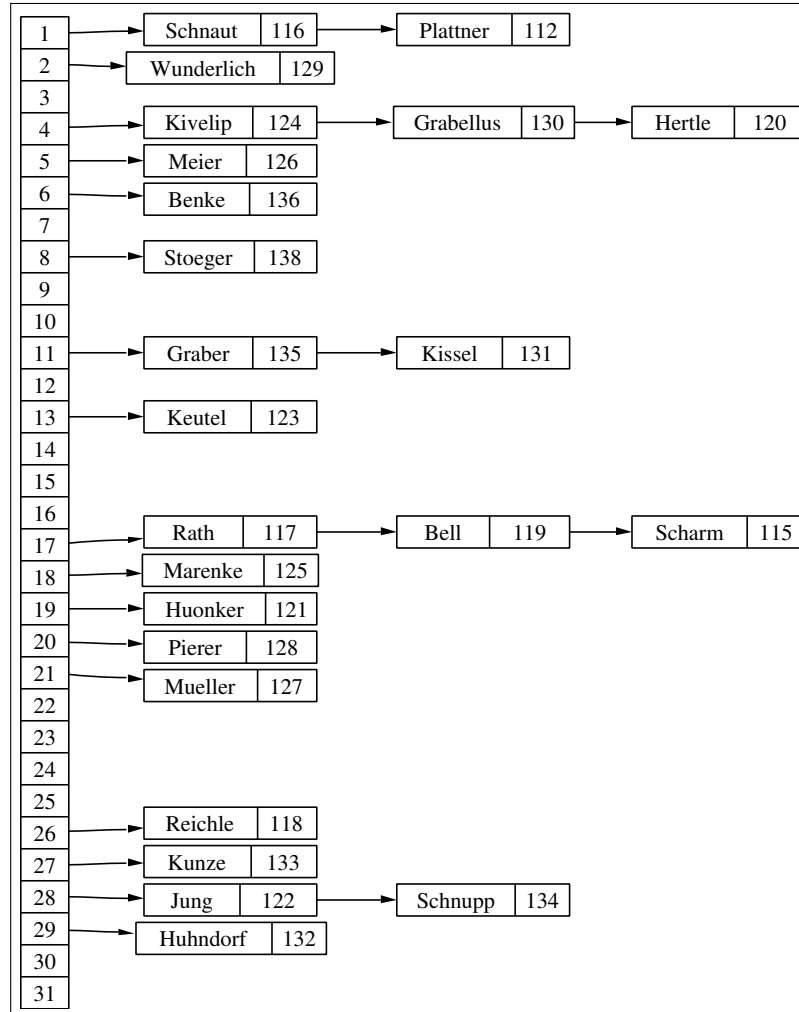 1 Schnaut 116 Plattner 112
2 Wunderlich 129
3
4 Kivelip 124 Grabellus 130 Hertle 120
5 Meier 126
6 Benke 136
7
8 Stoeger 138
9
10
11 Graber 135 Kissel 131
12
13 Keutel 123
14
15
16
17 Rath 117 Bell 119 Scharm 115
18 Marenke 125
19 Huonker 121
20 Pierer 128
21 Mueller 127
22
23
24
25
26 Reichle 118
27 Kunze 133
28 Jung 122 Schnupp 134
29 Huhndorf 132
30
31